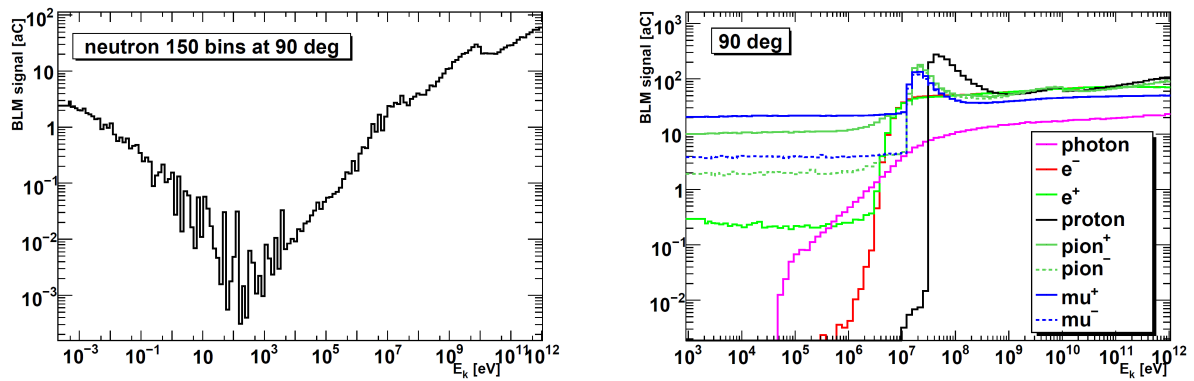 neutron 150 bins at 90 deg
BLM signal [aC]
10²
10
1
10⁻¹
10⁻²
10⁻³
10⁻³ 10⁻¹ 10 10³ 10⁵ 10⁷ 10⁹ 10¹¹ 10¹²
E_k [eV]
90 deg
BLM signal [aC]
10³
10²
10
1
10⁻¹
10⁻²
10³ 10⁴ 10⁵ 10⁶ 10⁷ 10⁸ 10⁹ 10¹⁰ 10¹¹ 10¹²
E_k [eV]
photon
e⁻
e⁺
proton
pion⁺
pion⁻
mu⁺
mu⁻